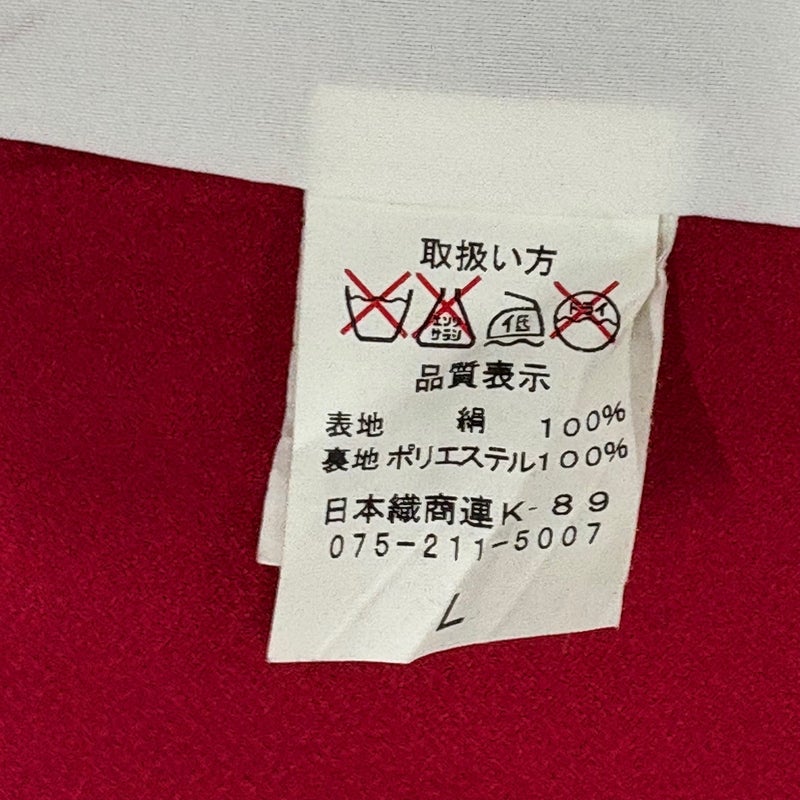 取扱い方
エンソ
サラシ
低
ドライ
品質表示
表地 絹 100%
裏地 ポリエステル100%
日本織商連K-89
075-211-5007
L